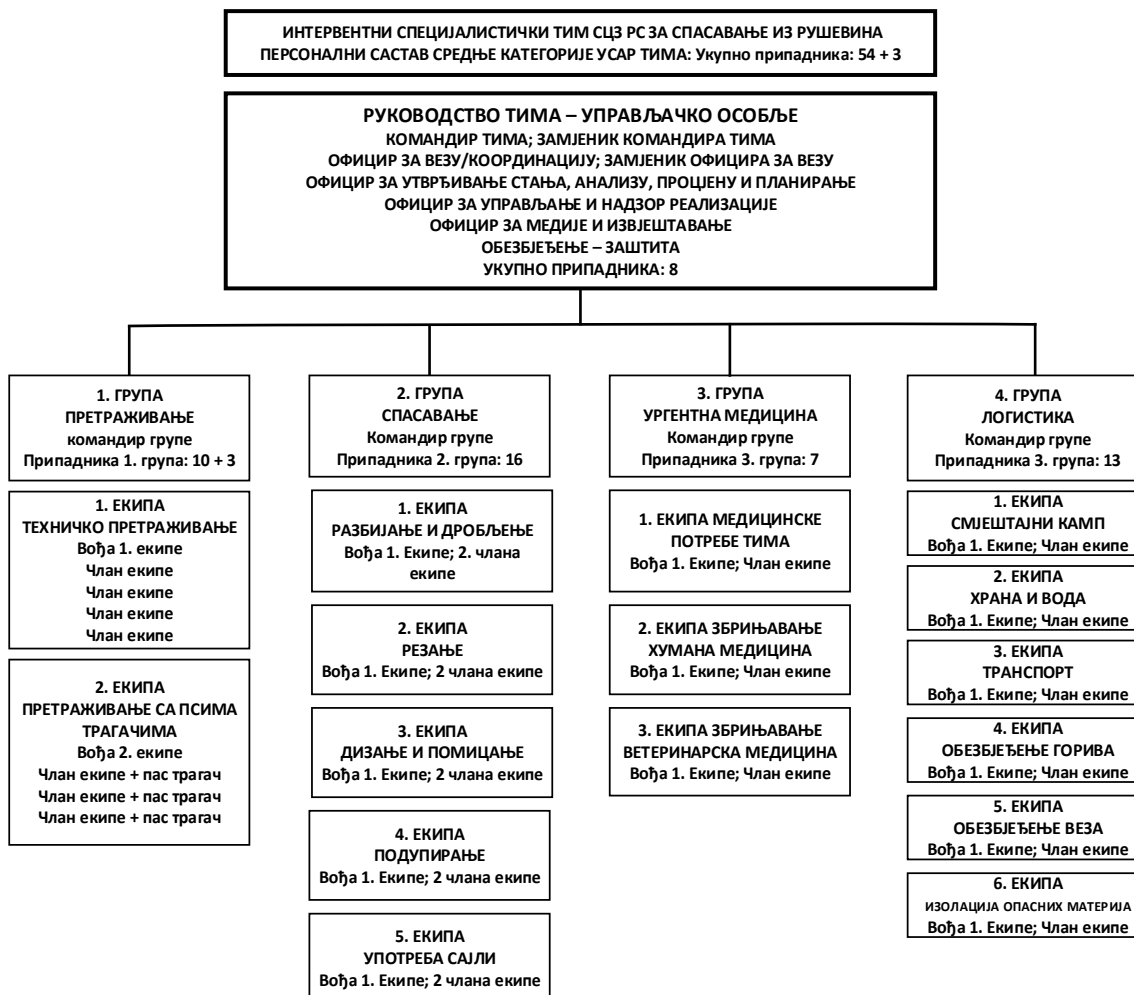 ИНТЕРВЕНТНИ СПЕЦИЈАЛИСТИЧКИ ТИМ СЦЗ РС ЗА СПАСАВАЊЕ ИЗ РУШЕВИНА
ПЕРСОНАЛНИ САСТАВ СРЕДЊЕ КАТЕГОРИЈЕ УСАР ТИМА: Укупно припадника: 54 + 3
РУКОВОДСТВО ТИМА – УПРАВЉАЧКО ОСОБЉЕ
КОМАНДИР ТИМА; ЗАМЈЕНИК КОМАНДИРА ТИМА
ОФИЦИР ЗА ВЕЗУ/КООРДИНАЦИЈУ; ЗАМЈЕНИК ОФИЦИРА ЗА ВЕЗУ
ОФИЦИР ЗА УТВРЂИВАЊЕ СТАЊА, АНАЛИЗУ, ПРОЦЈЕНУ И ПЛАНИРАЊЕ
ОФИЦИР ЗА УПРАВЉАЊЕ И НАДЗОР РЕАЛИЗАЦИЈЕ
ОФИЦИР ЗА МЕДИЈЕ И ИЗВЈЕШТАВАЊЕ
ОБЕЗБЈЕЂЕЊЕ – ЗАШТИТА
УКУПНО ПРИПАДНИКА: 8
1. ГРУПА
ПРЕТРАЖИВАЊЕ
командир групе
Припадника 1. група: 10 + 3
1. ЕКИПА
ТЕХНИЧКО ПРЕТРАЖИВАЊЕ
Вођа 1. екипе
Члан екипе
Члан екипе
Члан екипе
Члан екипе
2. ЕКИПА
ПРЕТРАЖИВАЊЕ СА ПСИМА
ТРАГАЧИМА
Вођа 2. екипе
Члан екипе + пас трагач
Члан екипе + пас трагач
Члан екипе + пас трагач
2. ГРУПА
СПАСАВАЊЕ
Командир групе
Припадника 2. група: 16
1. ЕКИПА
РАЗБИЈАЊЕ И ДРОБЉЕЊЕ
Вођа 1. Екипе; 2. члана
екипе
2. ЕКИПА
РЕЗАЊЕ
Вођа 1. Екипе; 2 члана екипе
3. ЕКИПА
ДИЗАЊЕ И ПОМИЦАЊЕ
Вођа 1. Екипе; 2 члана екипе
4. ЕКИПА
ПОДУПИРАЊЕ
Вођа 1. Екипе; 2 члана екипе
5. ЕКИПА
УПОТРЕБА САЈЛИ
Вођа 1. Екипе; 2 члана екипе
3. ГРУПА
УРГЕНТНА МЕДИЦИНА
Командир групе
Припадника 3. група: 7
1. ЕКИПА МЕДИЦИНСКЕ
ПОТРЕБЕ ТИМА
Вођа 1. Екипе; Члан екипе
2. ЕКИПА ЗБРИЊАВАЊЕ
ХУМАНА МЕДИЦИНА
Вођа 1. Екипе; Члан екипе
3. ЕКИПА ЗБРИЊАВАЊЕ
ВЕТЕРИНАРСКА МЕДИЦИНА
Вођа 1. Екипе; Члан екипе
4. ГРУПА
ЛОГИСТИКА
Командир групе
Припадника 3. група: 13
1. ЕКИПА
СМЈЕШТАЈНИ КАМП
Вођа 1. Екипе; Члан екипе
2. ЕКИПА
ХРАНА И ВОДА
Вођа 1. Екипе; Члан екипе
3. ЕКИПА
ТРАНСПОРТ
Вођа 1. Екипе; Члан екипе
4. ЕКИПА
ОБЕЗБЈЕЂЕЊЕ ГОРИВА
Вођа 1. Екипе; Члан екипе
5. ЕКИПА
ОБЕЗБЈЕЂЕЊЕ ВЕЗА
Вођа 1. Екипе; Члан екипе
6. ЕКИПА
ИЗОЛАЦИЈА ОПАСНИХ МАТЕРИЈА
Вођа 1. Екипе; Члан екипе